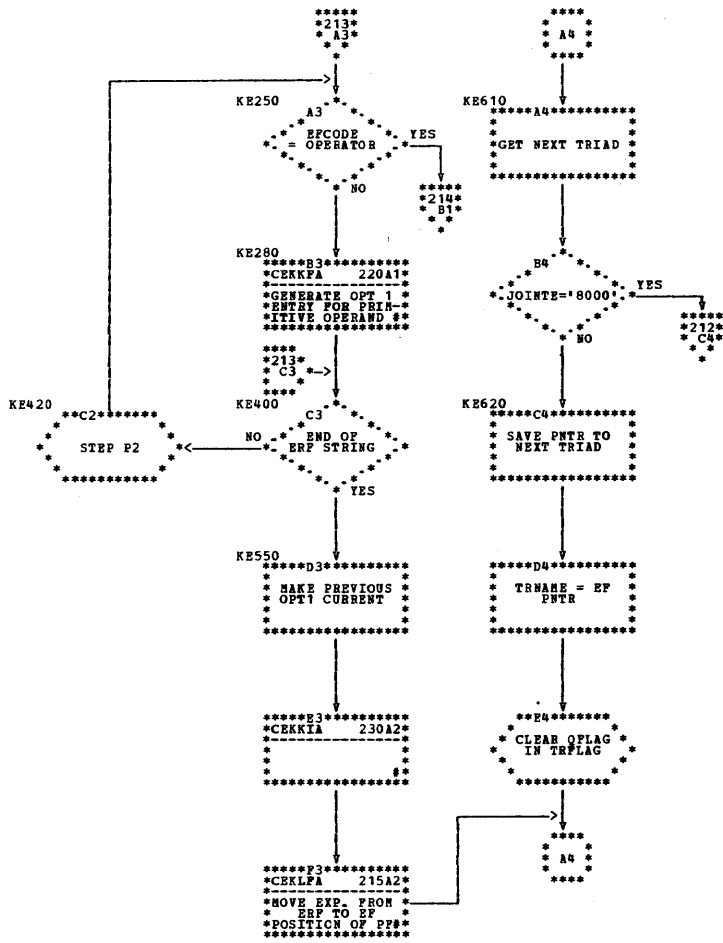 213
A3
KE250
A3
EFCODE
= OPERATOR
YES
NO
214
B1
KE280
B3
CEKKFA 220A1
GENERATE OPT 1
ENTRY FOR PRIM-
ITIVE OPERAND #
213
C3
KE400
C3
END OF
ERF STRING
NO
YES
KE420
C2
STEP P2
KE550
D3
MAKE PREVIOUS
OPT1 CURRENT
E3
CEKKIA 230A2
#
F3
CEKLFA 215A2
MOVE EXP. FROM
ERF TO EF
POSITION OF PF#
A4
KE610
A4
GET NEXT TRIAD
B4
JOINTE='8000'
YES
NO
212
C4
KE620
C4
SAVE PNTR TO
NEXT TRIAD
D4
TRNAME = EF
PNTR
E4
CLEAR QFLAG
IN TRFLAG
A4